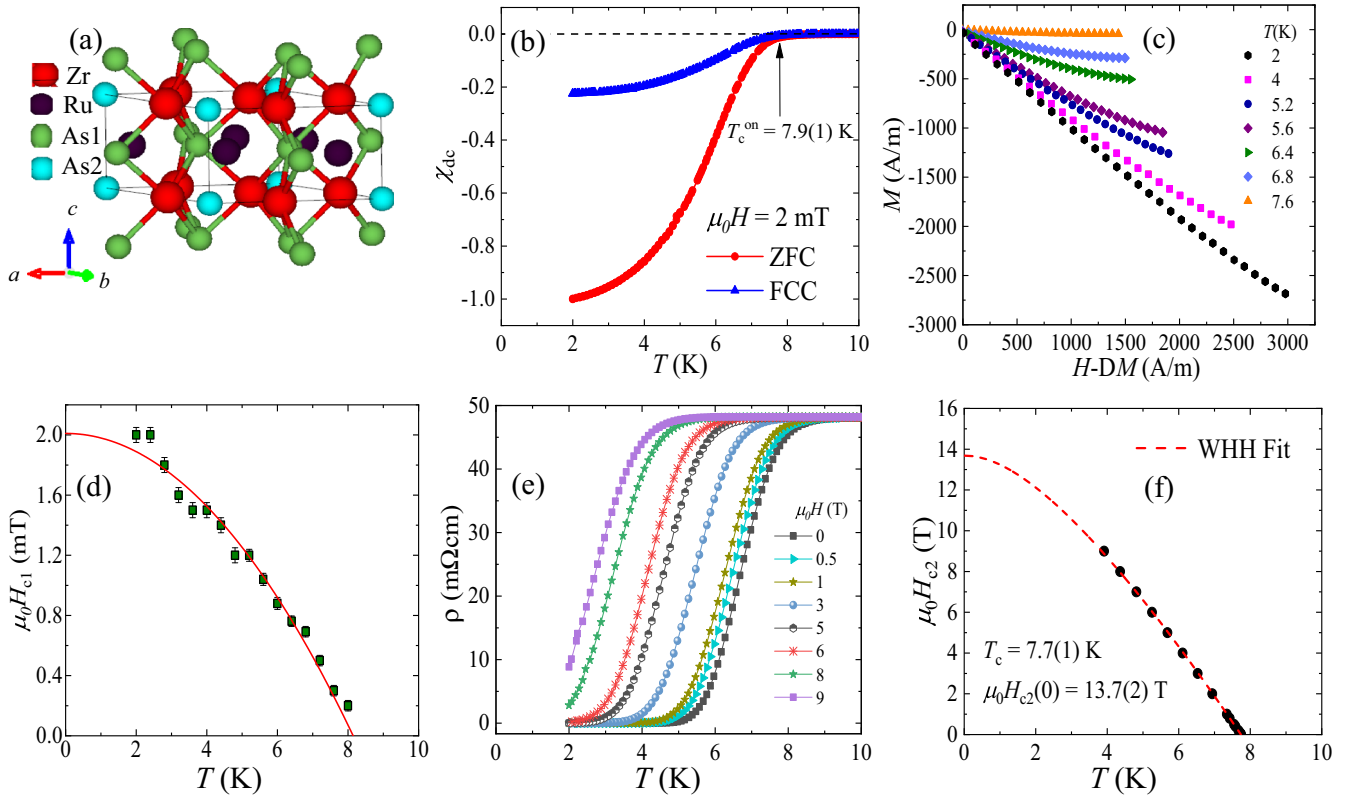 (a)
Zr
Ru
As1
As2
c
a
b
(b)
0.0
-0.2
-0.4
-0.6
-0.8
-1.0
χdc
Tc^on = 7.9(1) K
μ0H = 2 mT
ZFC
FCC
0 2 4 6 8 10
T (K)
(c)
0
-500
-1000
-1500
-2000
-2500
-3000
M (A/m)
T(K)
2
4
5.2
5.6
6.4
6.8
7.6
0 500 1000 1500 2000 2500 3000
H-DM (A/m)
(d)
2.0
1.6
1.2
0.8
0.4
0.0
μ0Hc1 (mT)
0 2 4 6 8 10
T (K)
(e)
50
40
30
20
10
0
ρ (mΩcm)
μ0H (T)
0
0.5
1
3
5
6
8
9
0 2 4 6 8 10
T (K)
16
14
12
10
8
6
4
2
0
μ0Hc2 (T)
WHH Fit
(f)
Tc = 7.7(1) K
μ0Hc2(0) = 13.7(2) T
0 2 4 6 8 10
T (K)